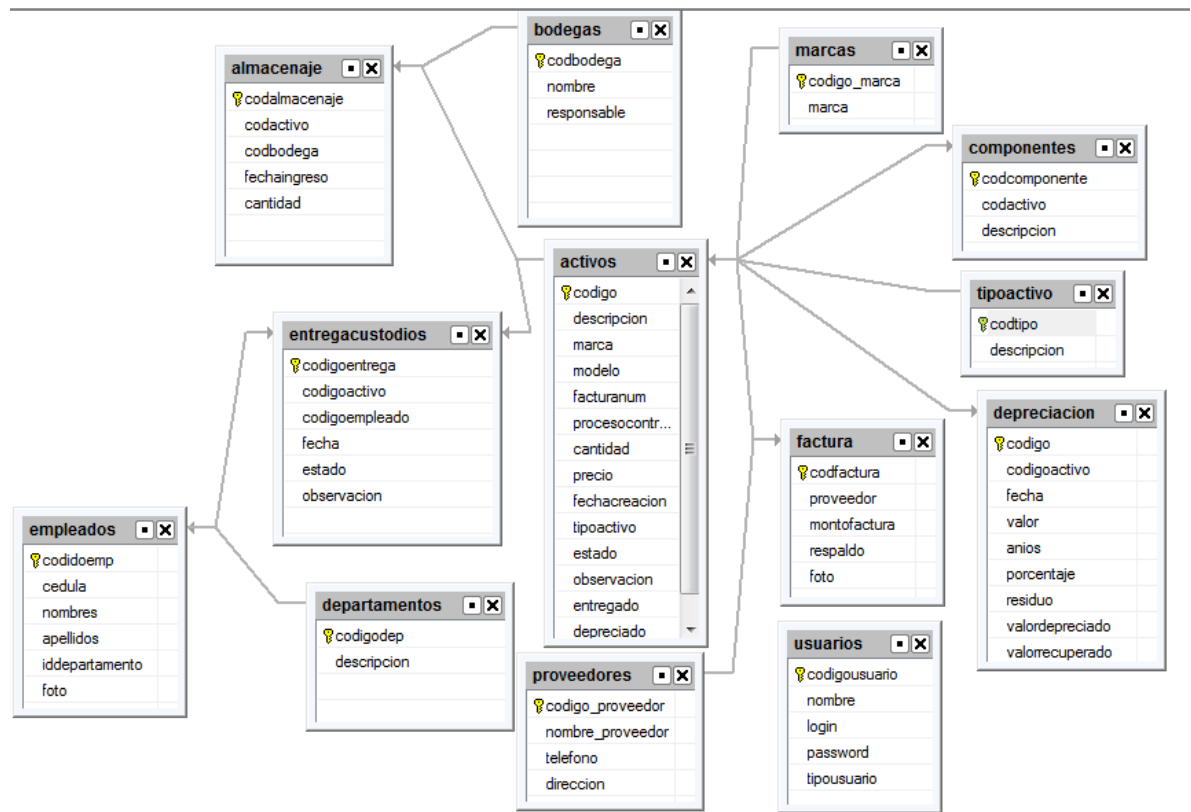 bodegas
codbodega
nombre
responsable
almacenaje
codalmacenaje
codactivo
codbodega
fechaingreso
cantidad
marcas
codigo_marca
marca
componentes
codcomponente
codactivo
descripcion
activos
codigo
descripcion
marca
modelo
facturanum
procesocontr...
cantidad
precio
fechacreacion
tipoactivo
estado
observacion
entregado
depreciado
tipoactivo
codtipo
descripcion
entregacustodios
codigoentrega
codigoactivo
codigoempleado
fecha
estado
observacion
depreciacion
codigo
codigoactivo
fecha
valor
anios
porcentaje
residuo
valordepreciado
valorrecuperado
factura
codfactura
proveedor
montofactura
respaldo
foto
empleados
codidoemp
cedula
nombres
apellidos
iddepartamento
foto
departamentos
codigodep
descripcion
proveedores
codigo_proveedor
nombre_proveedor
telefono
direccion
usuarios
codigousuario
nombre
login
password
tipousuario